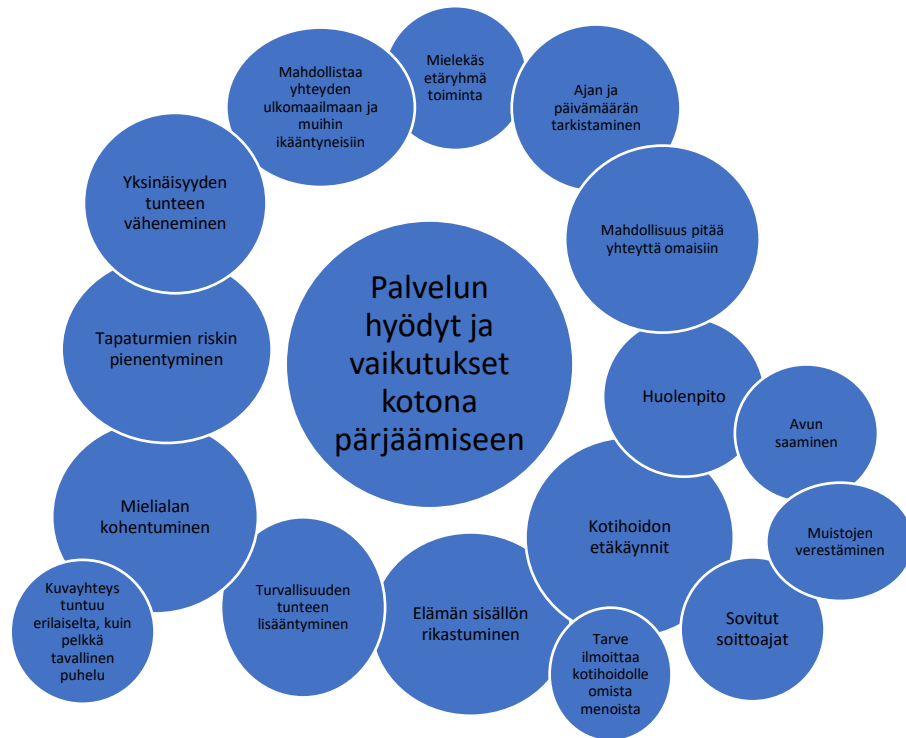 Mahdollistaa
yhteyden
ulkomaailmaan ja
muihin
ikääntyneisiin
Mielekäs
etäryhmä
toiminta
Ajan ja
päivämäärän
tarkistaminen
Yksinäisyyden
tunteen
väheneminen
Mahdollisuus pitää
yhteyttä omaisiin
Palvelun
hyödyt ja
vaikutukset
kotona
pärjäämiseen
Tapaturmien riskin
pienentyminen
Huolenpito
Avun
saaminen
Mielialan
kohentuminen
Kotihoidon
etäkäynnit
Muistojen
verestäminen
Kuvayhteys
tuntuu
erilaiselta, kuin
pelkkä
tavallinen
puhelu
Turvallisuuden
tunteen
lisääntyminen
Elämän sisällön
rikastuminen
Tarve
ilmoittaa
kotihoidolle
omista
menoista
Sovitut
soittoajat